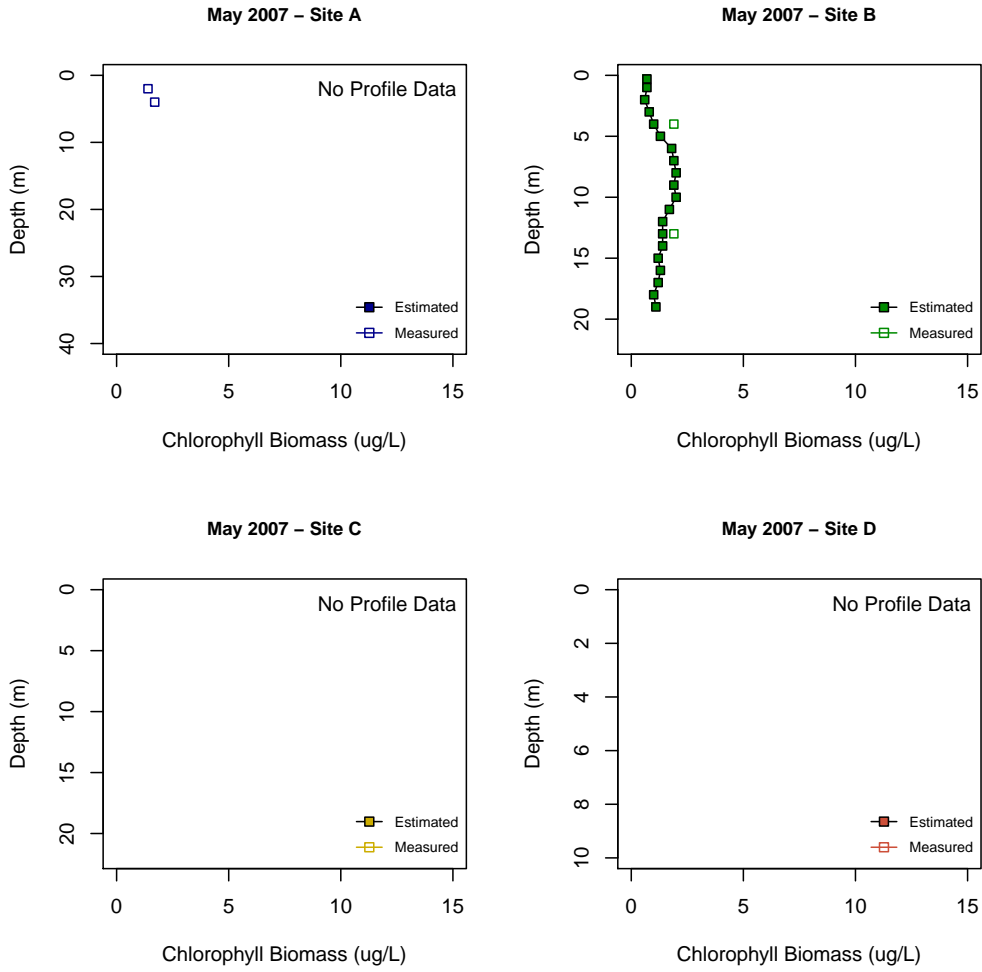 May 2007 – Site A
No Profile Data
0
10
20
30
40
Depth (m)
Estimated
Measured
0 5 10 15
Chlorophyll Biomass (ug/L)
May 2007 – Site B
0
5
10
15
20
Depth (m)
Estimated
Measured
0 5 10 15
Chlorophyll Biomass (ug/L)
May 2007 – Site C
No Profile Data
0
5
10
15
20
Depth (m)
Estimated
Measured
0 5 10 15
Chlorophyll Biomass (ug/L)
May 2007 – Site D
No Profile Data
0
2
4
6
8
10
Depth (m)
Estimated
Measured
0 5 10 15
Chlorophyll Biomass (ug/L)